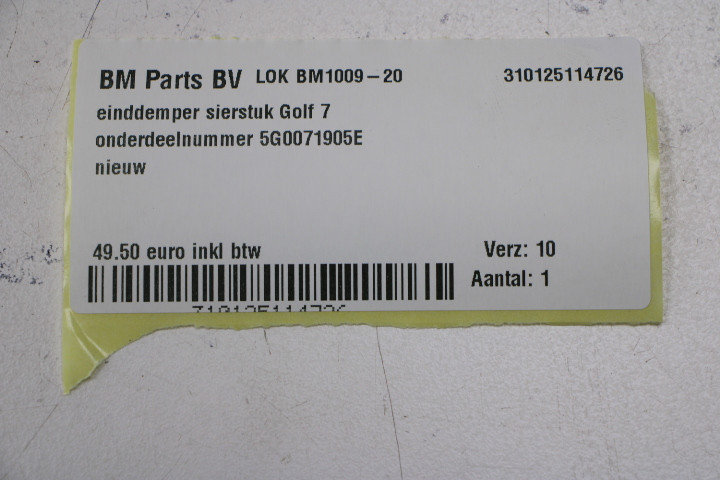 BM Parts BV LOK BM1009-20 310125114726
einddemper sierstuk Golf 7
onderdeelnummer 5G0071905E
nieuw
49.50 euro inkl btw Verz: 10
Aantal: 1
310125114726